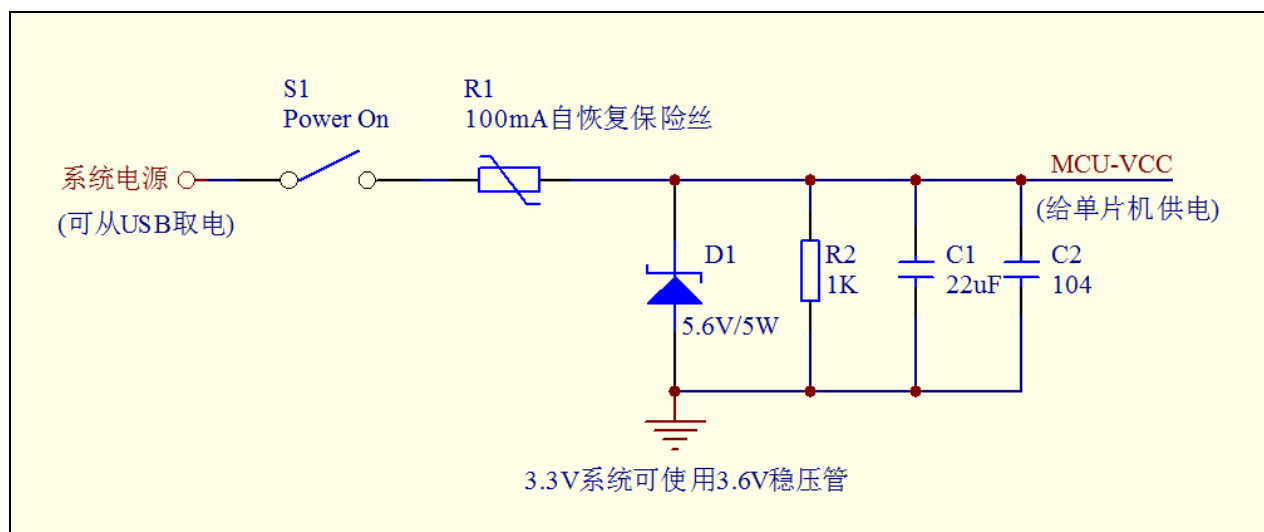 S1
Power On
R1
100mA自恢复保险丝
系统电源
(可从USB取电)
MCU-VCC
(给单片机供电)
D1
5.6V/5W
R2
1K
C1
22uF
C2
104
3.3V系统可使用3.6V稳压管